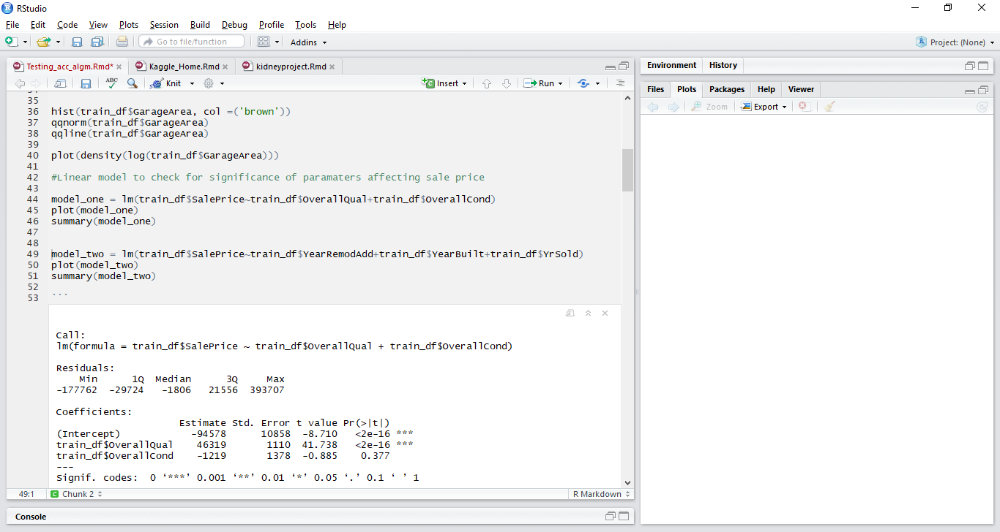 RStudio
File Edit Code View Plots Session Build Debug Profile Tools Help
Go to file/function Addins Project: (None)
Testing_acc_algm.Rmd* Kaggle_Home.Rmd kidneyproject.Rmd
ABC Knit Insert Run
35
36 hist(train_df$GarageArea, col =('brown'))
37 qqnorm(train_df$GarageArea)
38 qqline(train_df$GarageArea)
39
40 plot(density(log(train_df$GarageArea)))
41
42 #Linear model to check for significance of paramaters affecting sale price
43
44 model_one = lm(train_df$SalePrice~train_df$OverallQual+train_df$OverallCond)
45 plot(model_one)
46 summary(model_one)
47
48
49 model_two = lm(train_df$SalePrice~train_df$YearRemodAdd+train_df$YearBuilt+train_df$YrSold)
50 plot(model_two)
51 summary(model_two)
52
53 ```
Call:
lm(formula = train_df$SalePrice ~ train_df$OverallQual + train_df$OverallCond)
Residuals:
Min 1Q Median 3Q Max
-177762 -29724 -1806 21556 393707
Coefficients:
Estimate Std. Error t value Pr(>|t|)
(Intercept) -94578 10858 -8.710 <2e-16 ***
train_df$OverallQual 46319 1110 41.738 <2e-16 ***
train_df$OverallCond -1219 1378 -0.885 0.377
---
Signif. codes: 0 ‘***’ 0.001 ‘**’ 0.01 ‘*’ 0.05 ‘.’ 0.1 ‘ ’ 1
49:1 C Chunk 2 R Markdown
Console
Environment History
Files Plots Packages Help Viewer
Zoom Export